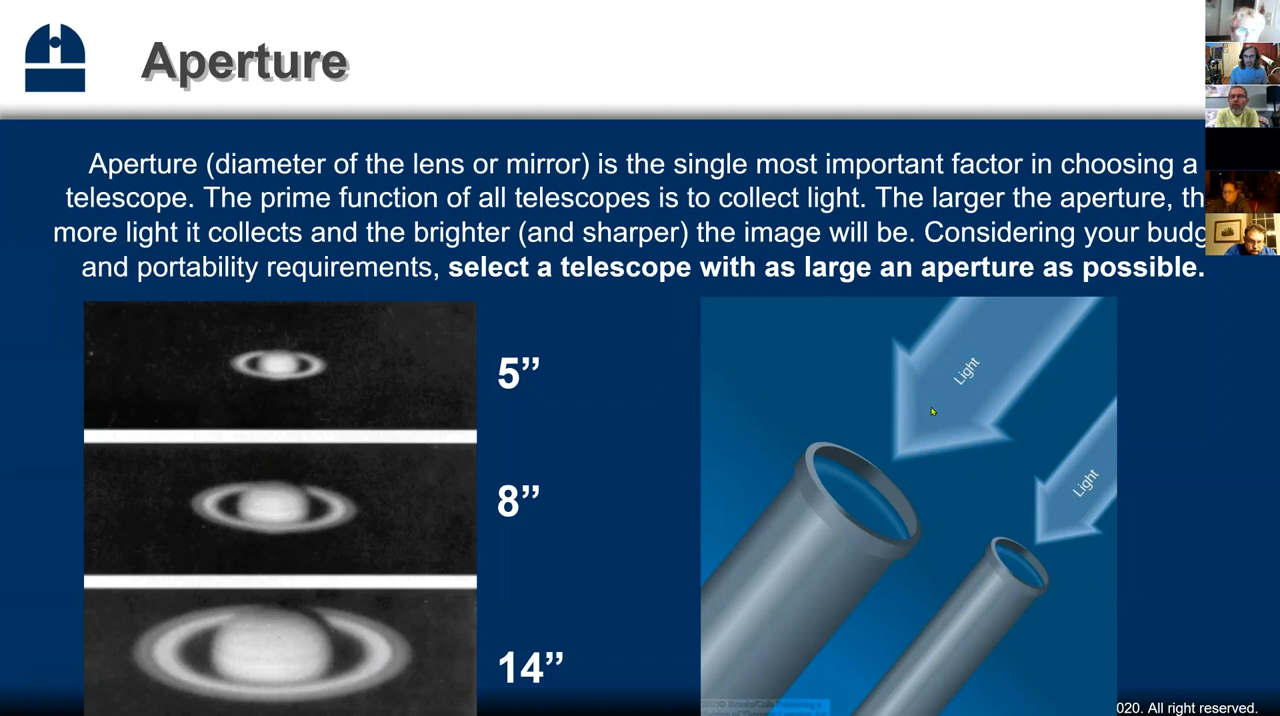 Aperture
Aperture (diameter of the lens or mirror) is the single most important factor in choosing a
telescope. The prime function of all telescopes is to collect light. The larger the aperture, th
more light it collects and the brighter (and sharper) the image will be. Considering your budg
and portability requirements, select a telescope with as large an aperture as possible.
5”
8”
14”
Light
Light
020. All right reserved.